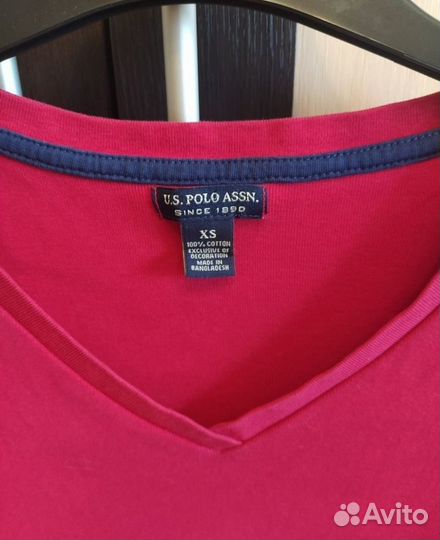 U.S. POLO ASSN.
SINCE 1890
XS
100% COTTON
EXCLUSIVE OF
DECORATION
MADE IN
BANGLADESH
Avito